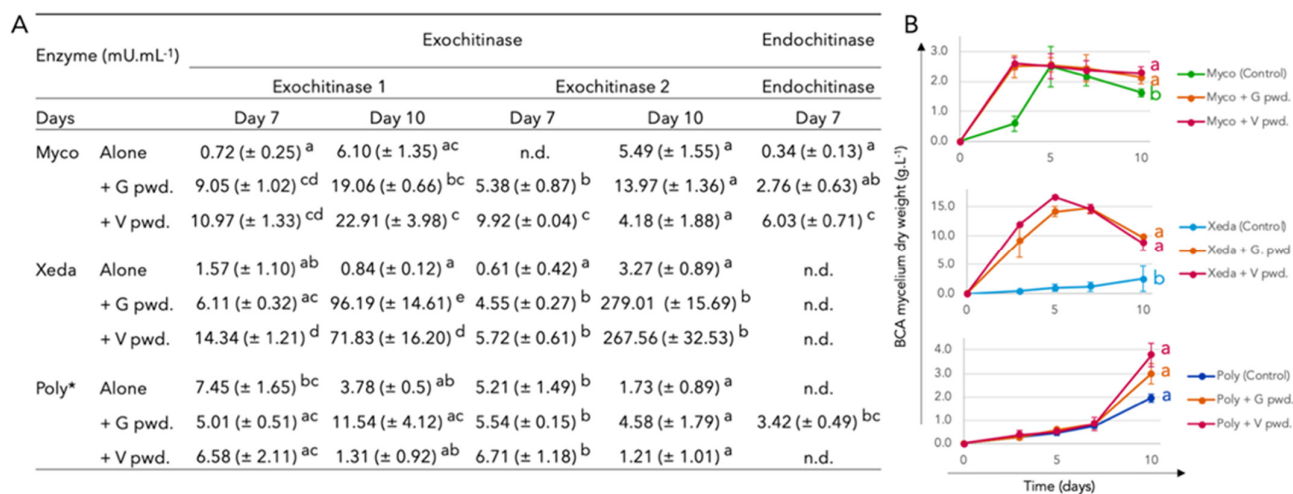 A
Enzyme (mU.mL-1) Exochitinase Endochitinase
Exochitinase 1 Exochitinase 2 Endochitinase
Days Day 7 Day 10 Day 7 Day 10 Day 7
Myco Alone 0.72 (± 0.25) a 6.10 (± 1.35) ac n.d. 5.49 (± 1.55) a 0.34 (± 0.13) a
+ G pwd. 9.05 (± 1.02) cd 19.06 (± 0.66) bc 5.38 (± 0.87) b 13.97 (± 1.36) a 2.76 (± 0.63) ab
+ V pwd. 10.97 (± 1.33) cd 22.91 (± 3.98) c 9.92 (± 0.04) c 4.18 (± 1.88) a 6.03 (± 0.71) c
Xeda Alone 1.57 (± 1.10) ab 0.84 (± 0.12) a 0.61 (± 0.42) a 3.27 (± 0.89) a n.d.
+ G pwd. 6.11 (± 0.32) ac 96.19 (± 14.61) e 4.55 (± 0.27) b 279.01 (± 15.69) b n.d.
+ V pwd. 14.34 (± 1.21) d 71.83 (± 16.20) d 5.72 (± 0.61) b 267.56 (± 32.53) b n.d.
Poly* Alone 7.45 (± 1.65) bc 3.78 (± 0.5) ab 5.21 (± 1.49) b 1.73 (± 0.89) a n.d.
+ G pwd. 5.01 (± 0.51) ac 11.54 (± 4.12) ac 5.54 (± 0.15) b 4.58 (± 1.79) a 3.42 (± 0.49) bc
+ V pwd. 6.58 (± 2.11) ac 1.31 (± 0.92) ab 6.71 (± 1.18) b 1.21 (± 1.01) a n.d.
B
BCA mycelium dry weight (g.L-1)
3.0
2.0
1.0
0.0
0 5 10
a
a
b
Myco (Control)
Myco + G pwd.
Myco + V pwd.
15.0
10.0
5.0
0.0
0 5 10
a
a
b
Xeda (Control)
Xeda + G. pwd
Xeda + V pwd.
4.0
3.0
2.0
1.0
0.0
0 5 10
a
a
a
Poly (Control)
Poly + G pwd.
Poly + V pwd.
Time (days)